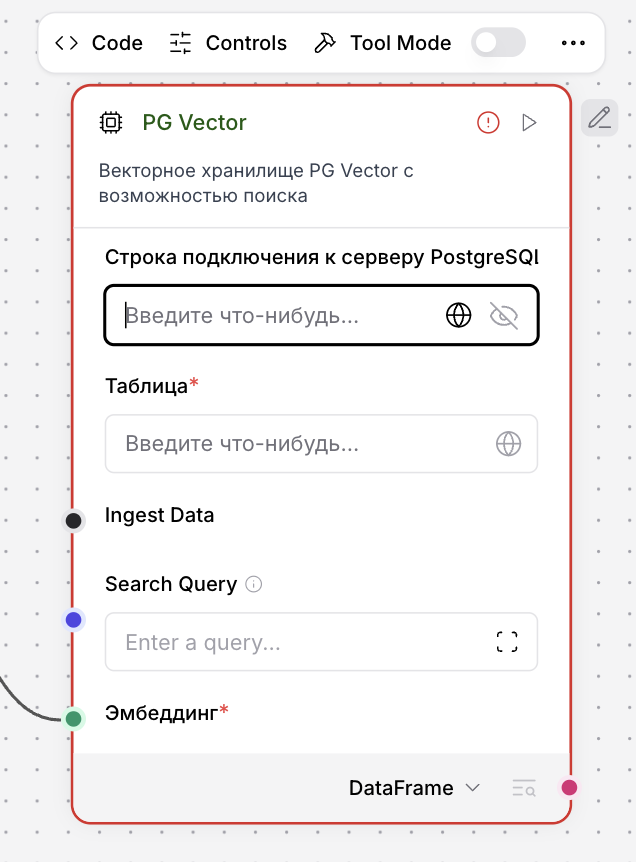 Code Controls Tool Mode
PG Vector
Векторное хранилище PG Vector с
возможностью поиска
Строка подключения к серверу PostgreSQL
Введите что-нибудь...
Таблица*
Введите что-нибудь...
Ingest Data
Search Query
Enter a query...
Эмбеддинг*
DataFrame